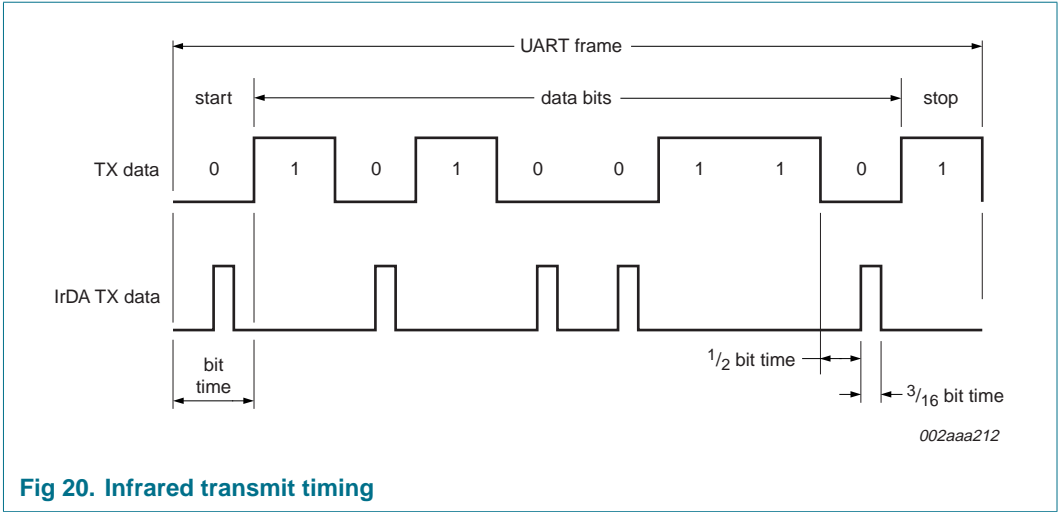 UART frame
start data bits stop
TX data 0 1 0 1 0 0 1 1 0 1
IrDA TX data
bit
time
1/2 bit time
3/16 bit time
002aaa212
Fig 20. Infrared transmit timing